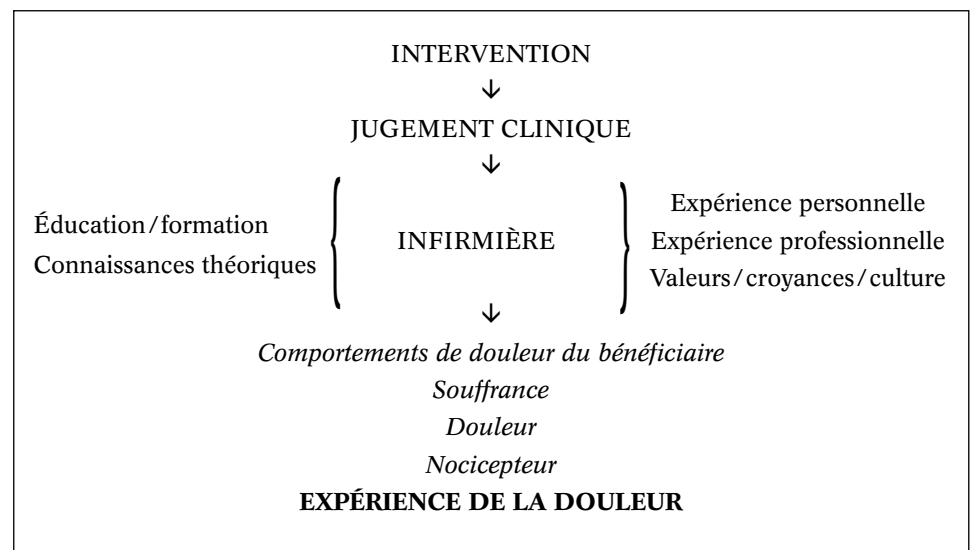 INTERVENTION
↓
JUGEMENT CLINIQUE
↓
Éducation/formation
Connaissances théoriques
INFIRMIÈRE
Expérience personnelle
Expérience professionnelle
Valeurs/croyances/culture
↓
Comportements de douleur du bénéficiaire
Souffrance
Douleur
Nocicepteur
EXPÉRIENCE DE LA DOULEUR